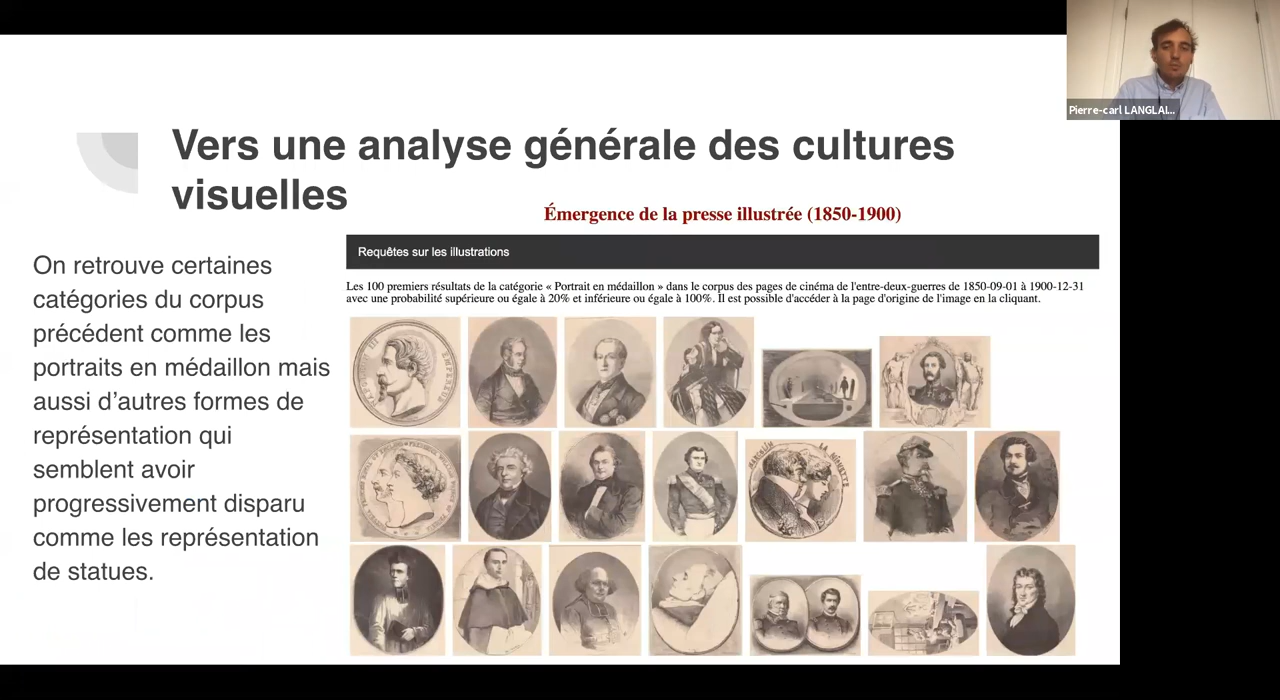 Pierre-carl LANGLAI...
Vers une analyse générale des cultures
visuelles
Émergence de la presse illustrée (1850-1900)
Requêtes sur les illustrations
Les 100 premiers résultats de la catégorie « Portrait en médaillon » dans le corpus des pages de cinéma de l'entre-deux-guerres de 1850-09-01 à 1900-12-31
avec une probabilité supérieure ou égale à 20% et inférieure ou égale à 100%. Il est possible d'accéder à la page d'origine de l'image en la cliquant.
On retrouve certaines
catégories du corpus
précédent comme les
portraits en médaillon mais
aussi d'autres formes de
représentation qui
semblent avoir
progressivement disparu
comme les représentation
de statues.
NAPOLEON III EMPEREUR